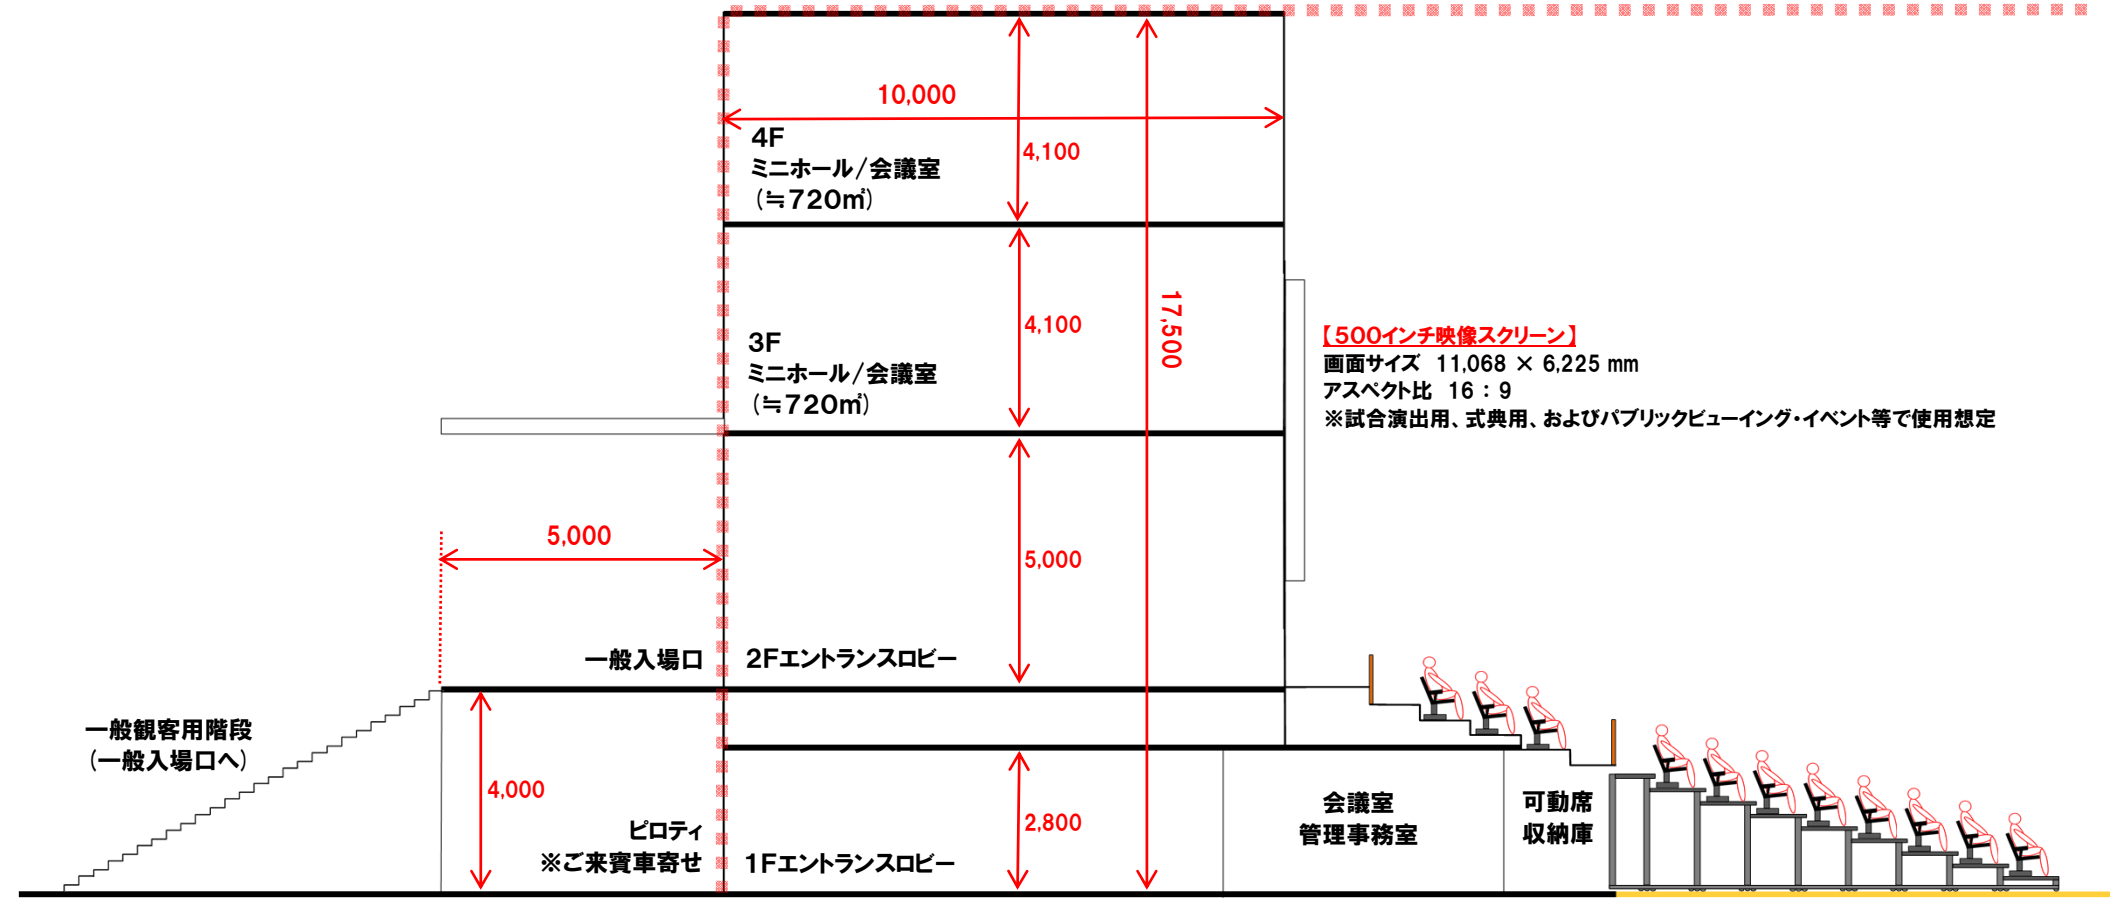 10,000
4F
ミニホール/会議室
(≒720㎡)
4,100
3F
ミニホール/会議室
(≒720㎡)
4,100
17,500
【500インチ映像スクリーン】
画面サイズ 11,068 × 6,225 mm
アスペクト比 16:9
※試合演出用、式典用、およびパブリックビューイング・イベント等で使用想定
5,000
5,000
一般入場口
2Fエントランスロビー
一般観客用階段
(一般入場口へ)
4,000
ピロティ
※ご来賓車寄せ
2,800
1Fエントランスロビー
会議室
管理事務室
可動席
収納庫